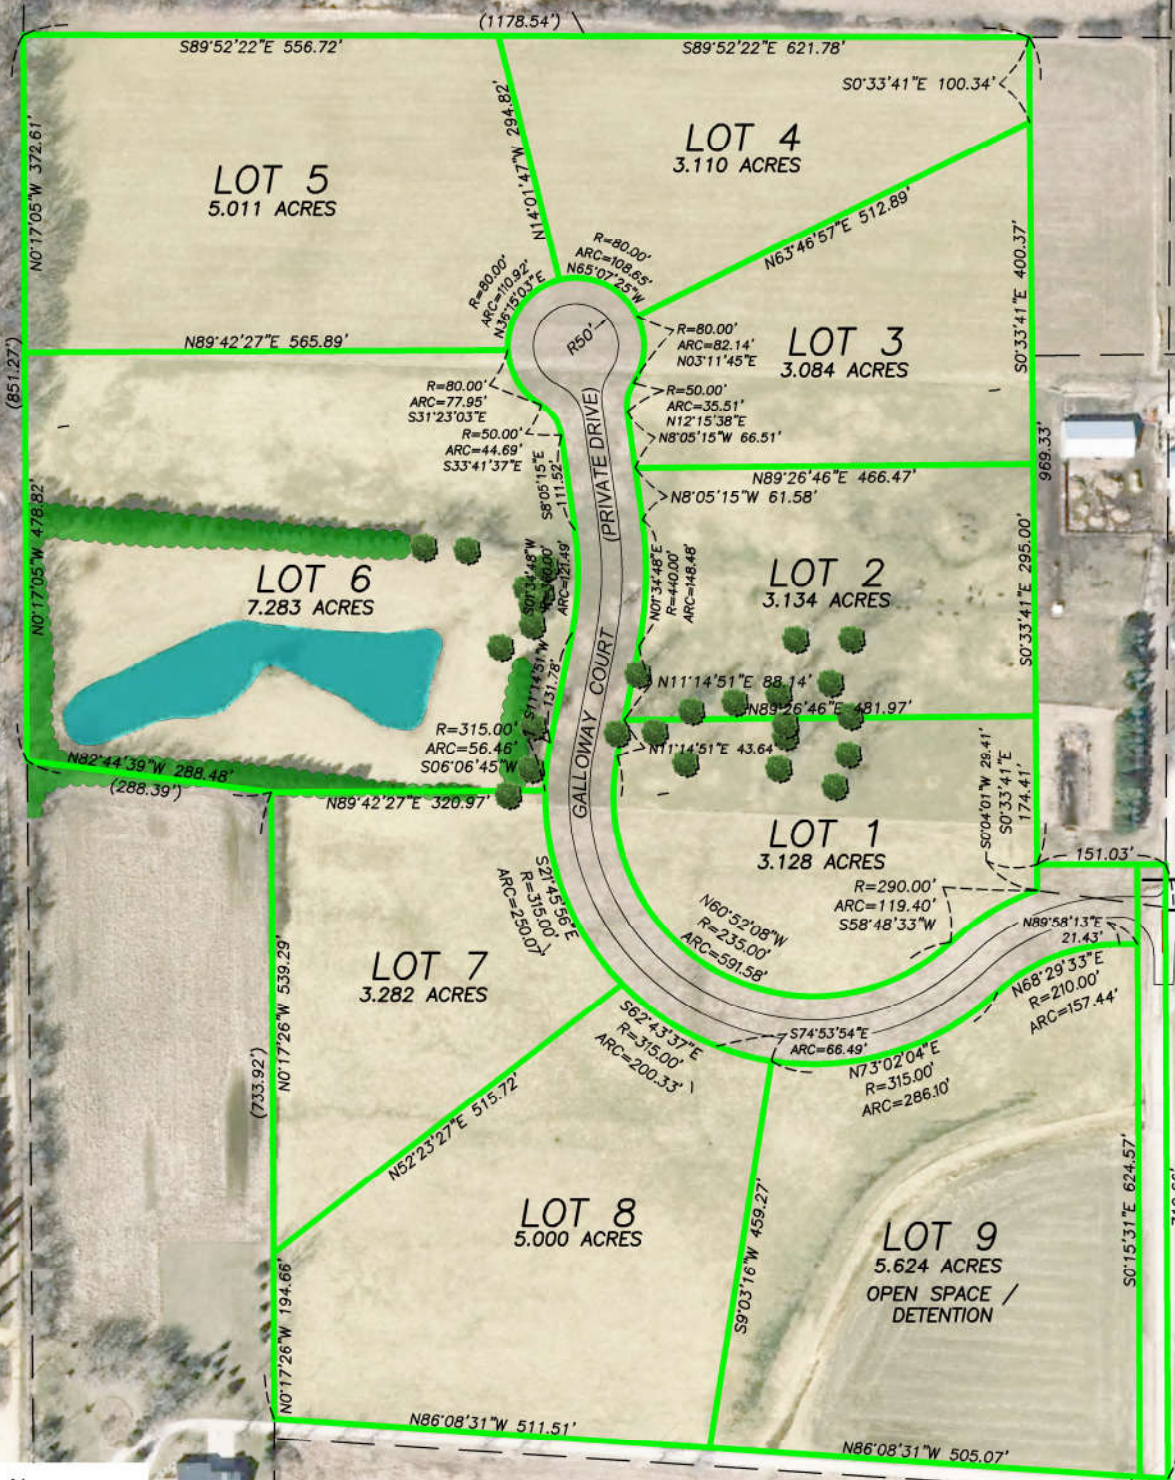 (1178.54')
S89°52'22"E 556.72'
S89°52'22"E 621.78'
S0°33'41"E 100.34'
N0°17'05"W 372.61'
N14°01'47"W 294.82'
LOT 4
3.110 ACRES
LOT 5
5.011 ACRES
N63°46'57"E 512.89'
S0°33'41"E 400.37'
R=80.00'
ARC=108.65'
N65°07'25"W
R=80.00'
ARC=110.92'
N36°15'03"E
R50'
R=80.00'
ARC=82.14'
N03°11'45"E
LOT 3
3.084 ACRES
N89°42'27"E 565.89'
(851.27')
R=80.00'
ARC=77.95'
S31°23'03"E
R=50.00'
ARC=35.51'
N12°15'38"E
N8°05'15"W 66.51'
R=50.00'
ARC=44.69'
S33°41'37"E
(PRIVATE DRIVE)
969.33'
N89°26'46"E 466.47'
N8°05'15"W 61.58'
S8°05'15"E
111.52'
N0°17'05"W 478.82'
LOT 6
7.283 ACRES
ARC=121.49'
N01°34'48"E
R=440.00'
ARC=148.48'
LOT 2
3.134 ACRES
S0°33'41"E 295.00'
N11°14'51"E 88.14'
N89°26'46"E 481.97'
S11°14'51"W
131.78'
GALLOWAY COURT
N11°14'51"E 43.64'
R=315.00'
ARC=56.46'
S06°06'45"W
N82°44'39"W 288.48'
(288.39')
N89°42'27"E 320.97'
S0°04'01"W 29.41'
S0°33'41"E
174.41'
LOT 1
3.128 ACRES
151.03'
R=290.00'
ARC=119.40'
S58°48'33"W
S21°45'56"E
R=315.00'
ARC=250.07'
N60°52'08"W
R=235.00'
ARC=591.58'
N89°58'13"E
21.43'
N68°29'33"E
R=210.00'
ARC=157.44'
LOT 7
3.282 ACRES
N0°17'26"W 539.29'
(733.92')
S62°43'37"E
R=315.00'
ARC=200.33'
S74°53'54"E
ARC=66.49'
N73°02'04"E
R=315.00'
ARC=286.10'
N52°23'27"E 515.72'
LOT 8
5.000 ACRES
S9°03'16"W 459.27'
LOT 9
5.624 ACRES
OPEN SPACE /
DETENTION
S0°15'31"E 624.57'
N0°17'26"W 194.66'
N86°08'31"W 511.51'
N86°08'31"W 505.07'